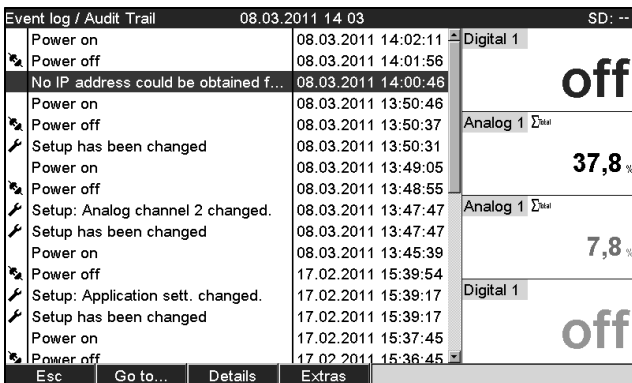 Event log / Audit Trail 08.03.2011 14 03 SD: --
Power on 08.03.2011 14:02:11
Power off 08.03.2011 14:01:56
No IP address could be obtained f... 08.03.2011 14:00:46
Power on 08.03.2011 13:50:46
Power off 08.03.2011 13:50:37
Setup has been changed 08.03.2011 13:50:31
Power on 08.03.2011 13:49:05
Power off 08.03.2011 13:48:55
Setup: Analog channel 2 changed. 08.03.2011 13:47:47
Setup has been changed 08.03.2011 13:47:47
Power on 08.03.2011 13:45:39
Power off 17.02.2011 15:39:54
Setup: Application sett. changed. 17.02.2011 15:39:17
Setup has been changed 17.02.2011 15:39:17
Power on 17.02.2011 15:37:45
Power off 17.02.2011 15:36:45
Digital 1
off
Analog 1 ΣTotal
37,8 %
Analog 1 ΣTotal
7,8 %
Digital 1
off
Esc Go to... Details Extras